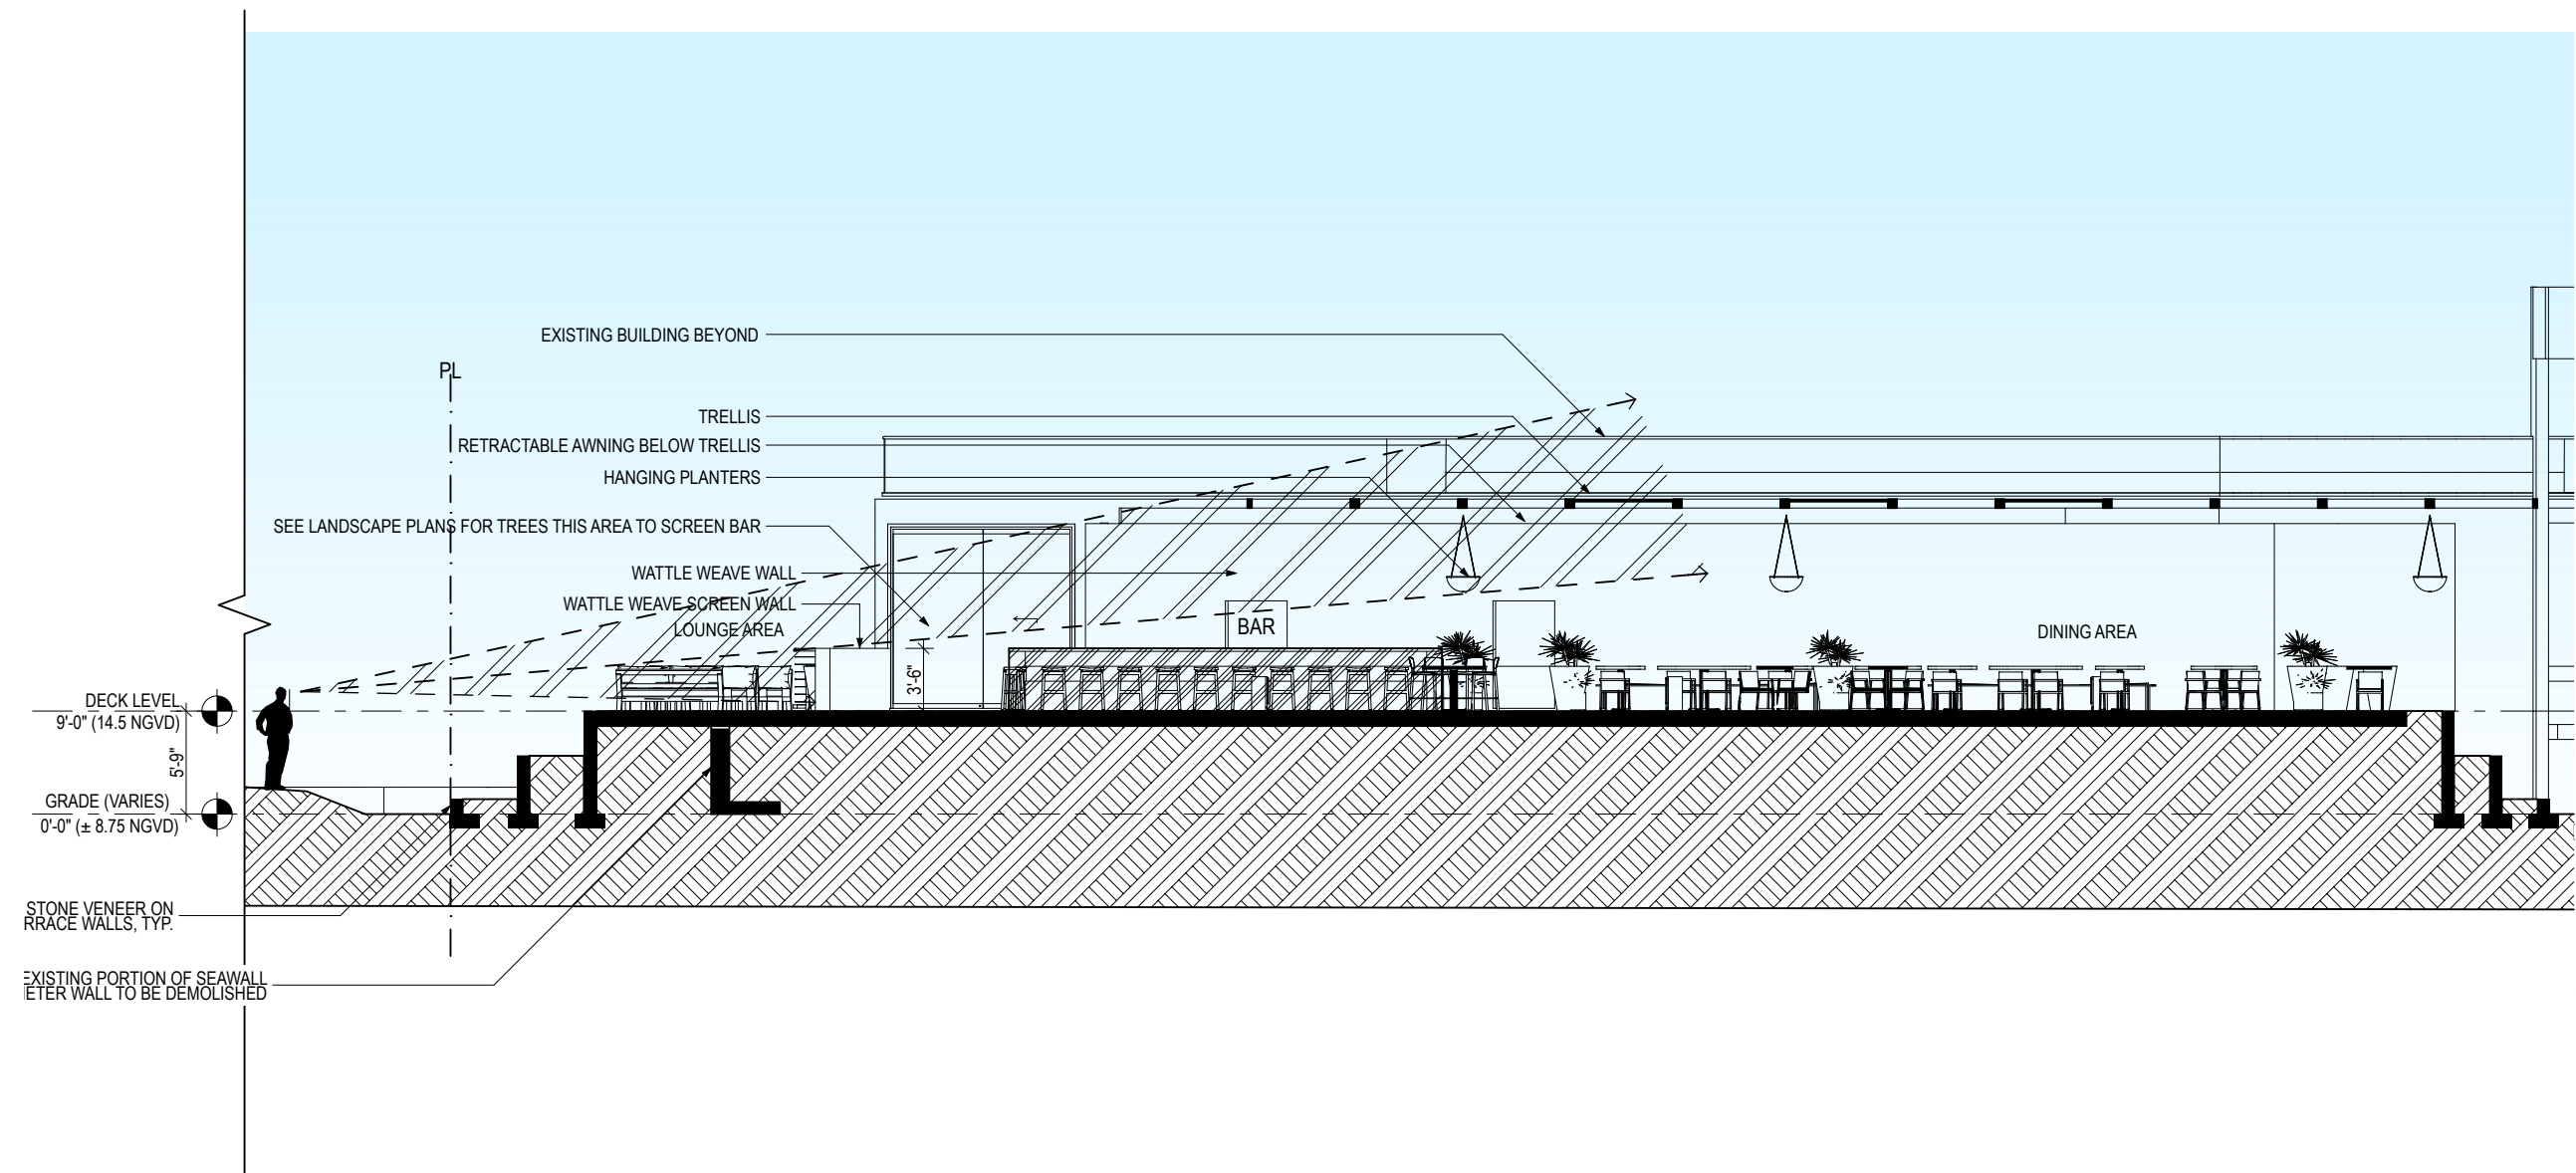 EXISTING BUILDING BEYOND
PL
TRELLIS
RETRACTABLE AWNING BELOW TRELLIS
HANGING PLANTERS
SEE LANDSCAPE PLANS FOR TREES THIS AREA TO SCREEN BAR
WATTLE WEAVE WALL
WATTLE WEAVE SCREEN WALL
LOUNGE AREA
BAR
DINING AREA
3'-6"
DECK LEVEL
9'-0" (14.5 NGVD)
5'-9"
GRADE (VARIES)
0'-0" (± 8.75 NGVD)
STONE VENEER ON
RRACE WALLS, TYP.
EXISTING PORTION OF SEAWALL
ETER WALL TO BE DEMOLISHED